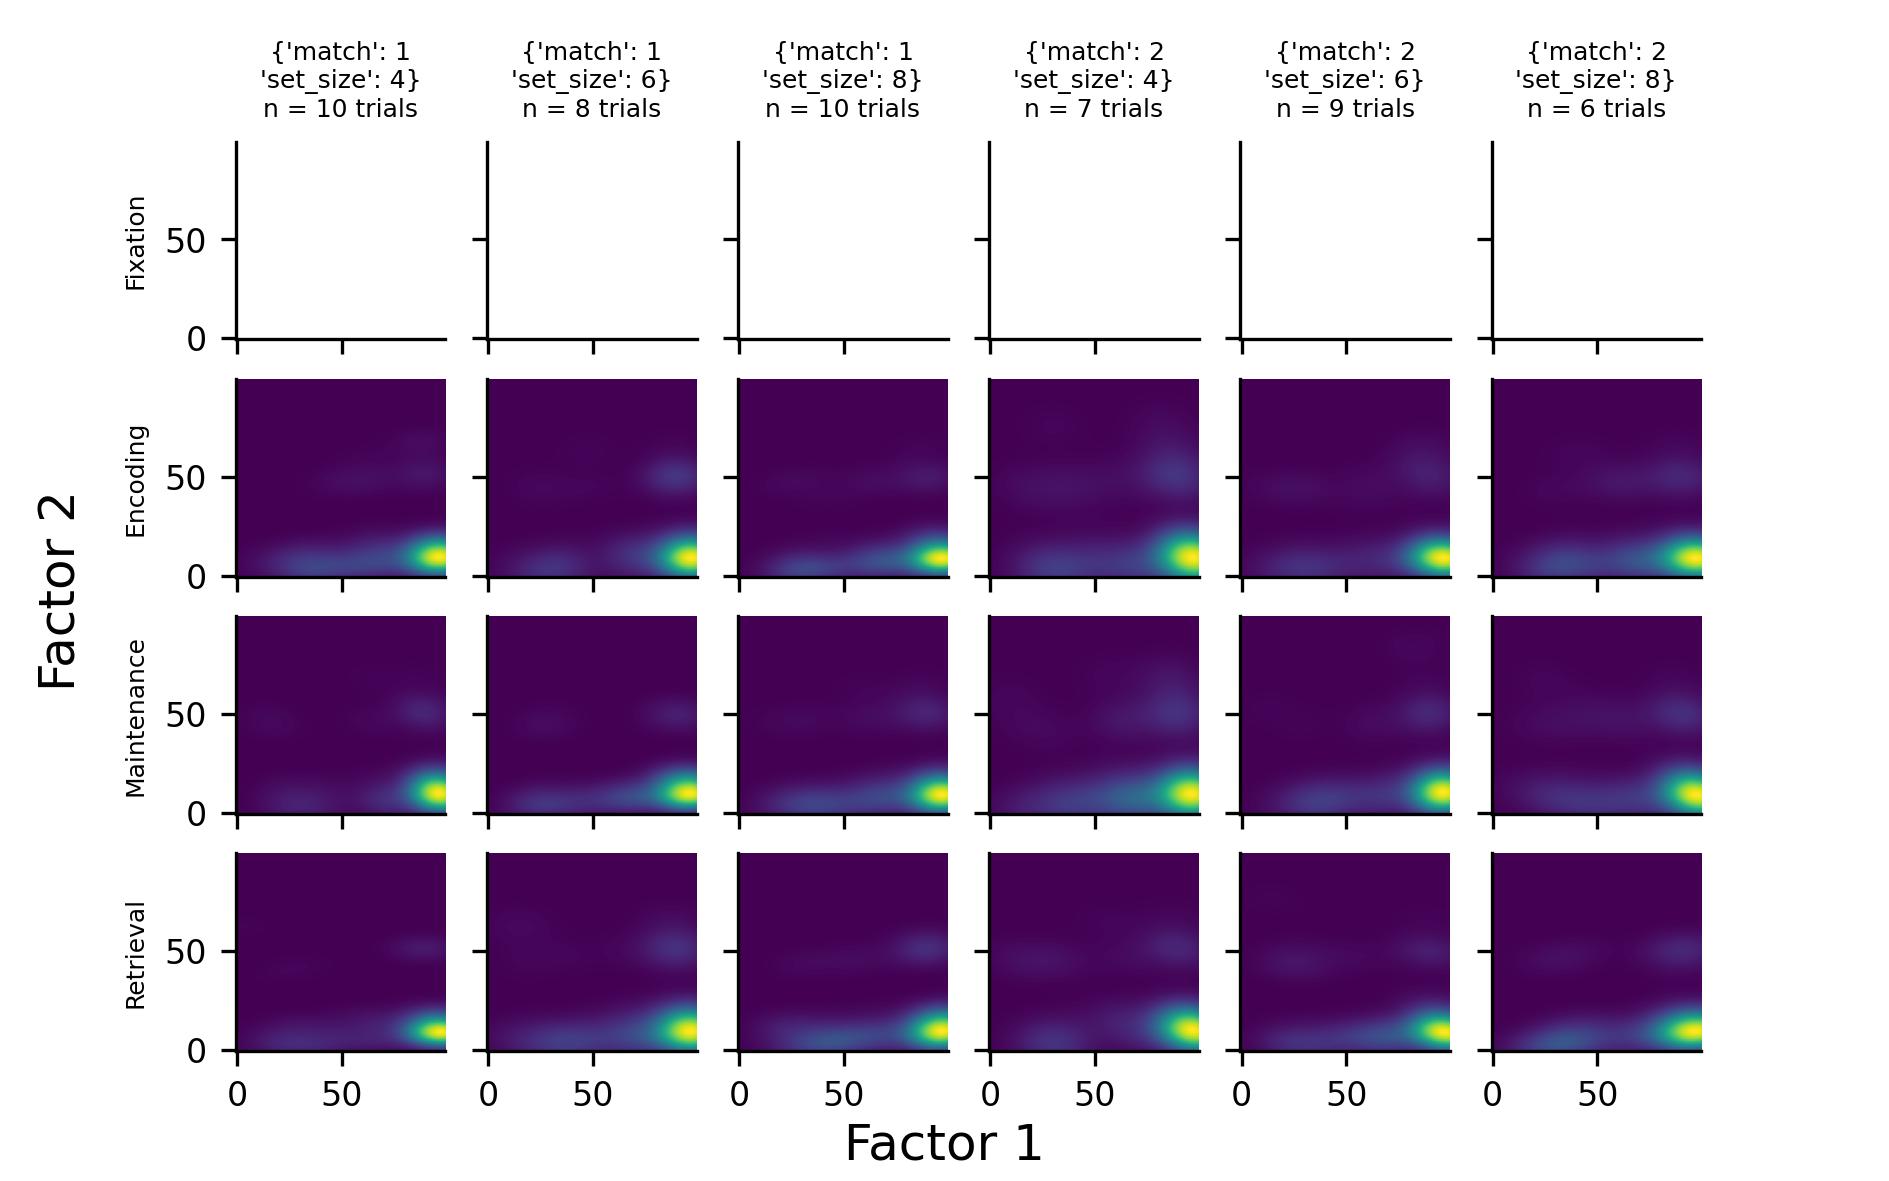 {'match': 1
'set_size': 4}
n = 10 trials
{'match': 1
'set_size': 6}
n = 8 trials
{'match': 1
'set_size': 8}
n = 10 trials
{'match': 2
'set_size': 4}
n = 7 trials
{'match': 2
'set_size': 6}
n = 9 trials
{'match': 2
'set_size': 8}
n = 6 trials
Factor 2
Fixation
50
0
Encoding
50
0
Maintenance
50
0
Retrieval
50
0
0 50 0 50 0 50 0 50 0 50 0 50
Factor 1